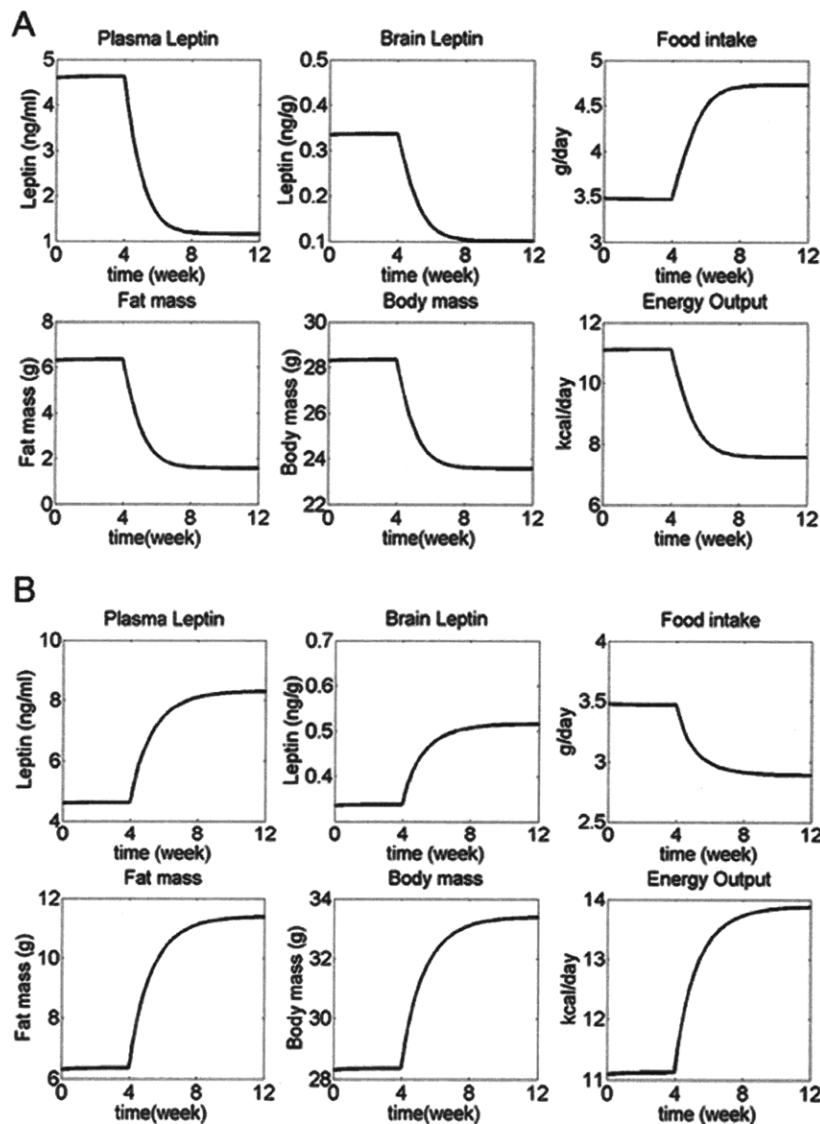 A
Plasma Leptin
Leptin (ng/ml)
5
4
3
2
1
0 4 8 12
time (week)
Brain Leptin
Leptin (ng/g)
0.5
0.4
0.3
0.2
0.1
0 4 8 12
time (week)
Food intake
g/day
5
4.5
4
3.5
3
0 4 8 12
time (week)
Fat mass
Fat mass (g)
8
6
4
2
0
0 4 8 12
time(week)
Body mass
Body mass (g)
30
28
26
24
22
0 4 8 12
time(week)
Energy Output
kcal/day
12
10
8
6
0 4 8 12
time (week)
B
Plasma Leptin
Leptin (ng/ml)
10
8
6
4
0 4 8 12
time (week)
Brain Leptin
Leptin (ng/g)
0.7
0.6
0.5
0.4
0 4 8 12
time (week)
Food intake
g/day
4
3.5
3
2.5
0 4 8 12
time (week)
Fat mass
Fat mass (g)
12
10
8
6
0 4 8 12
time(week)
Body mass
Body mass (g)
34
32
30
28
0 4 8 12
time(week)
Energy Output
kcal/day
14
13
12
11
0 4 8 12
time(week)